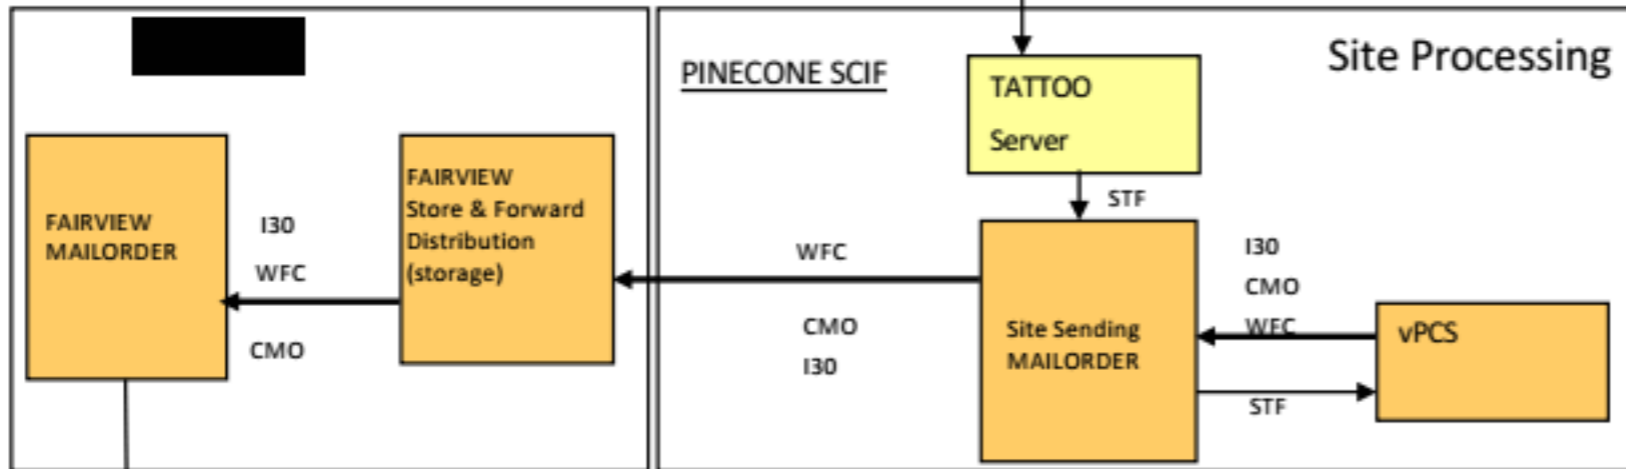 PINECONE SCIF
Site Processing
TATTOO
Server
STF
FAIRVIEW
MAILORDER
I30
WFC
CMO
FAIRVIEW
Store & Forward
Distribution
(storage)
WFC
CMO
I30
Site Sending
MAILORDER
I30
CMO
WFC
STF
vPCS